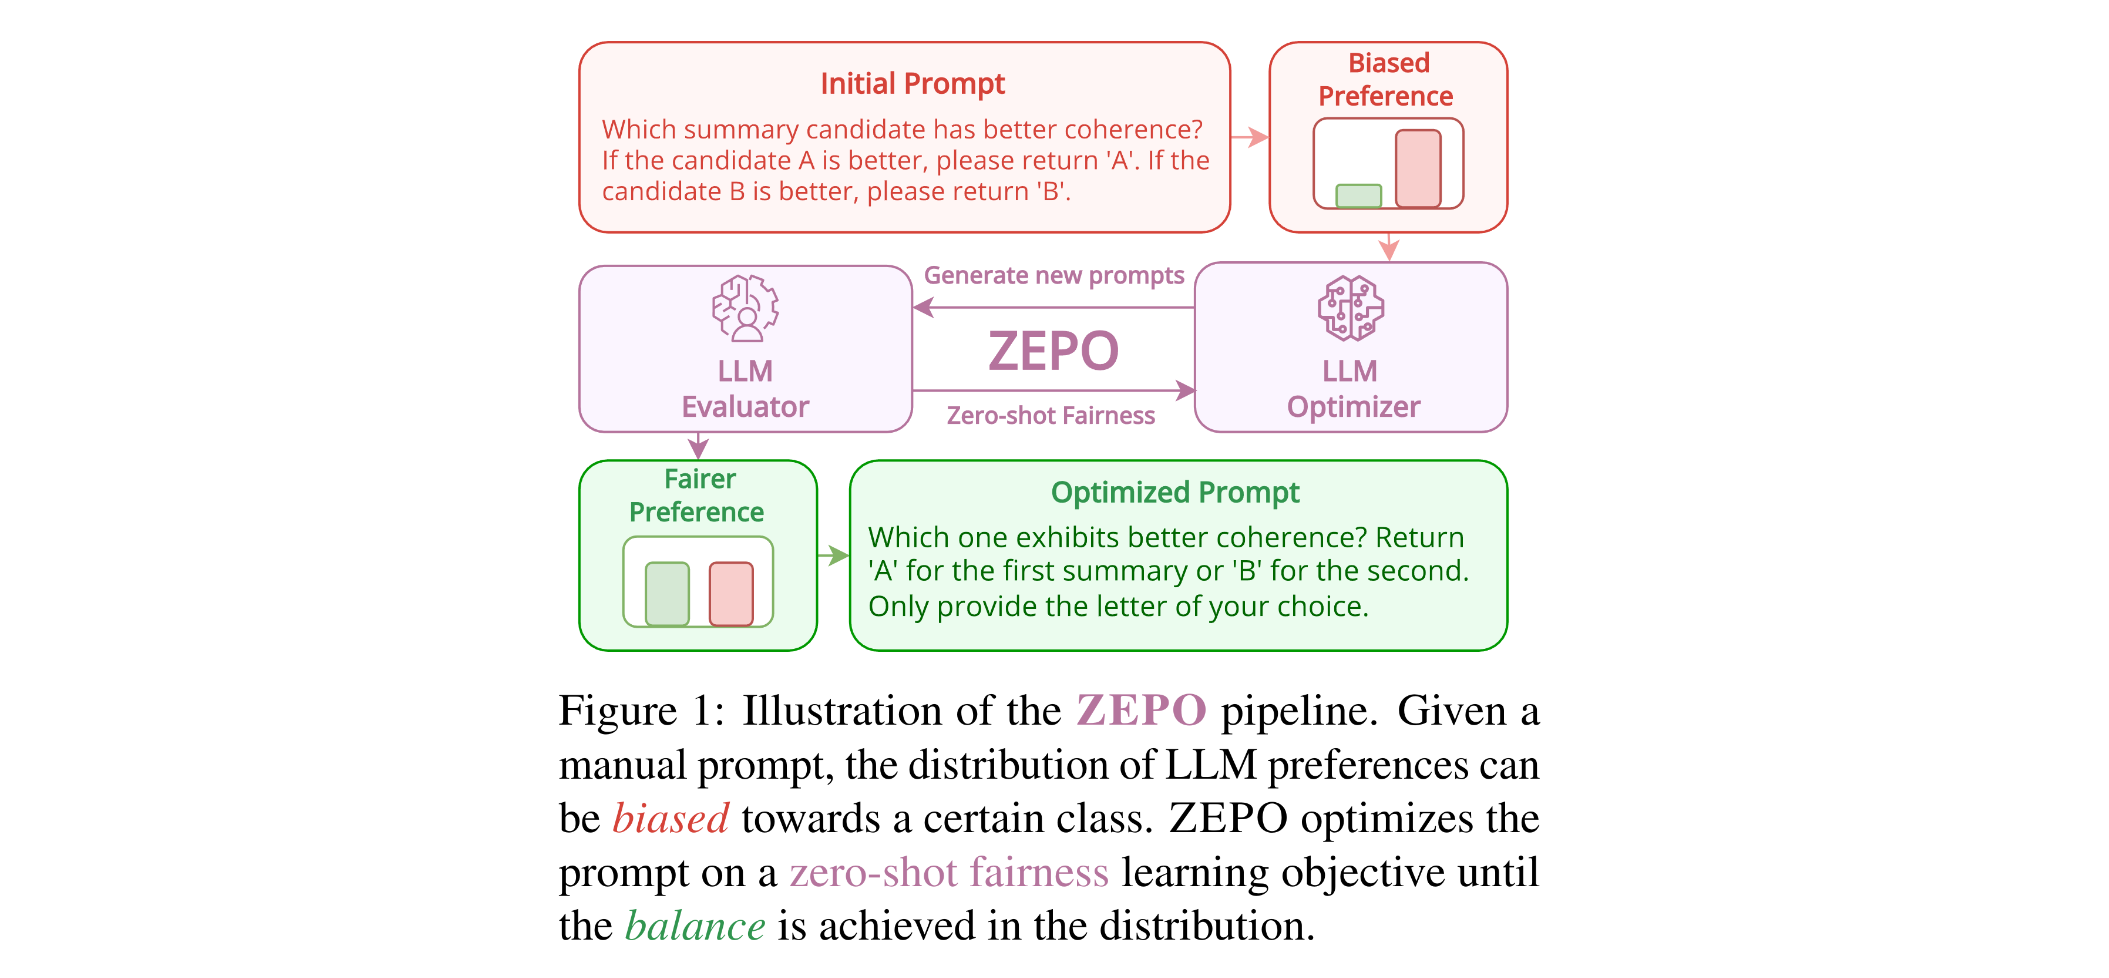 Initial Prompt
Which summary candidate has better coherence?
If the candidate A is better, please return 'A'. If the
candidate B is better, please return 'B'.
Biased
Preference
LLM
Evaluator
Generate new prompts
ZEPO
Zero-shot Fairness
LLM
Optimizer
Fairer
Preference
Optimized Prompt
Which one exhibits better coherence? Return
'A' for the first summary or 'B' for the second.
Only provide the letter of your choice.
Figure 1: Illustration of the ZEPO pipeline. Given a
manual prompt, the distribution of LLM preferences can
be biased towards a certain class. ZEPO optimizes the
prompt on a zero-shot fairness learning objective until
the balance is achieved in the distribution.